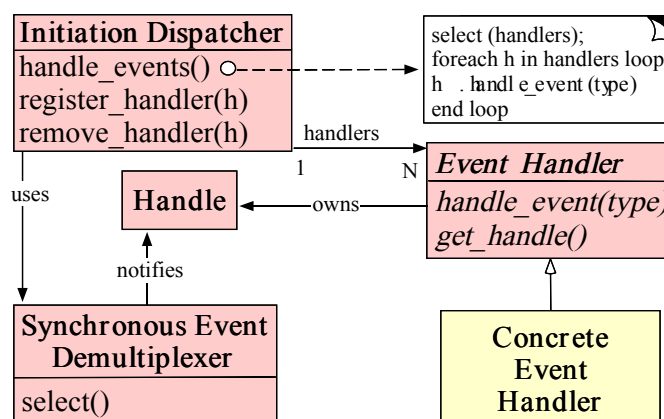 Initiation Dispatcher
handle_events()
register_handler(h)
remove_handler(h)
select (handlers);
foreach h in handlers loop
h . handl e_event (type)
end loop
handlers
1
N
Event Handler
handle_event(type)
get_handle()
uses
Handle
owns
notifies
Synchronous Event
Demultiplexer
select()
Concrete
Event
Handler